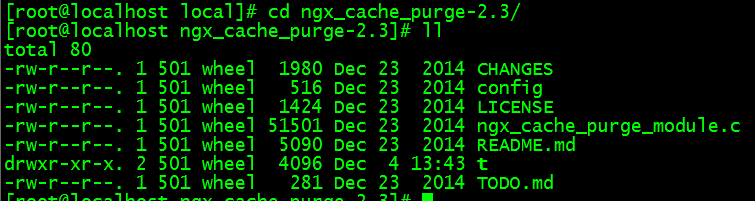 [root@localhost local]# cd ngx_cache_purge-2.3/
[root@localhost ngx_cache_purge-2.3]# ll
total 80
-rw-r--r--. 1 501 wheel  1980 Dec 23  2014 CHANGES
-rw-r--r--. 1 501 wheel   516 Dec 23  2014 config
-rw-r--r--. 1 501 wheel  1424 Dec 23  2014 LICENSE
-rw-r--r--. 1 501 wheel 51501 Dec 23  2014 ngx_cache_purge_module.c
-rw-r--r--. 1 501 wheel  5090 Dec 23  2014 README.md
drwxr-xr-x. 2 501 wheel  4096 Dec  4 13:43 t
-rw-r--r--. 1 501 wheel   281 Dec 23  2014 TODO.md
[root@localhost ngx_cache_purge-2.3]#